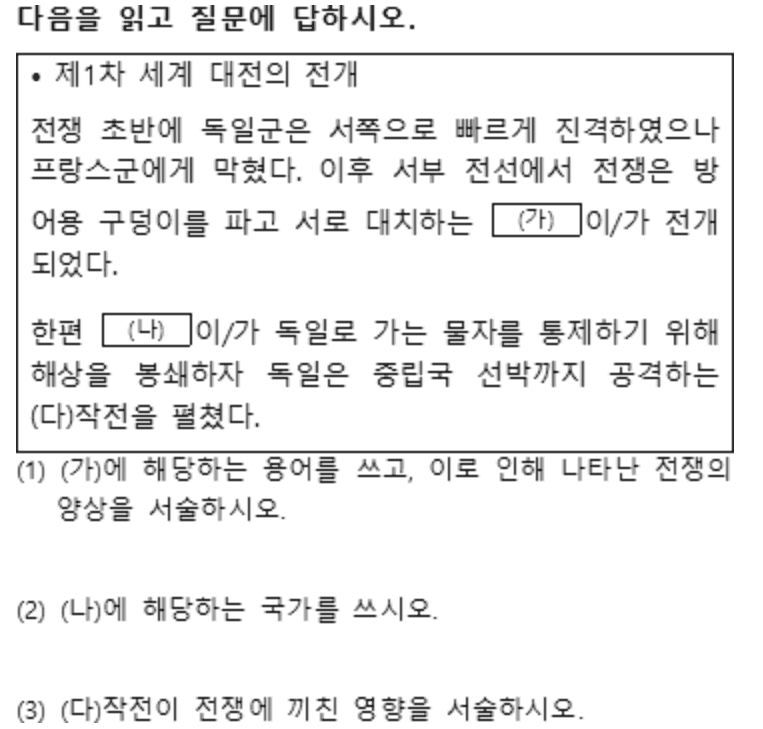 다음을 읽고 질문에 답하시오.
• 제1차 세계 대전의 전개
전쟁 초반에 독일군은 서쪽으로 빠르게 진격하였으나
프랑스군에게 막혔다. 이후 서부 전선에서 전쟁은 방
어용 구덩이를 파고 서로 대치하는 (가) 이/가 전개
되었다.
한편 (나) 이/가 독일로 가는 물자를 통제하기 위해
해상을 봉쇄하자 독일은 중립국 선박까지 공격하는
(다)작전을 펼쳤다.
(1) (가)에 해당하는 용어를 쓰고, 이로 인해 나타난 전쟁의
양상을 서술하시오.
(2) (나)에 해당하는 국가를 쓰시오.
(3) (다)작전이 전쟁에 끼친 영향을 서술하시오.